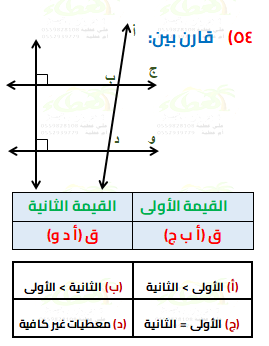 ٥٤) قارن بين:
أ
ب
ج
د
و
القيمة الأولى
القيمة الثانية
ق (أ ب ج)
ق (أ د و)
(أ) الأولى > الثانية
(ب) الثانية > الأولى
(ج) الأولى = الثانية
(د) معطيات غير كافية